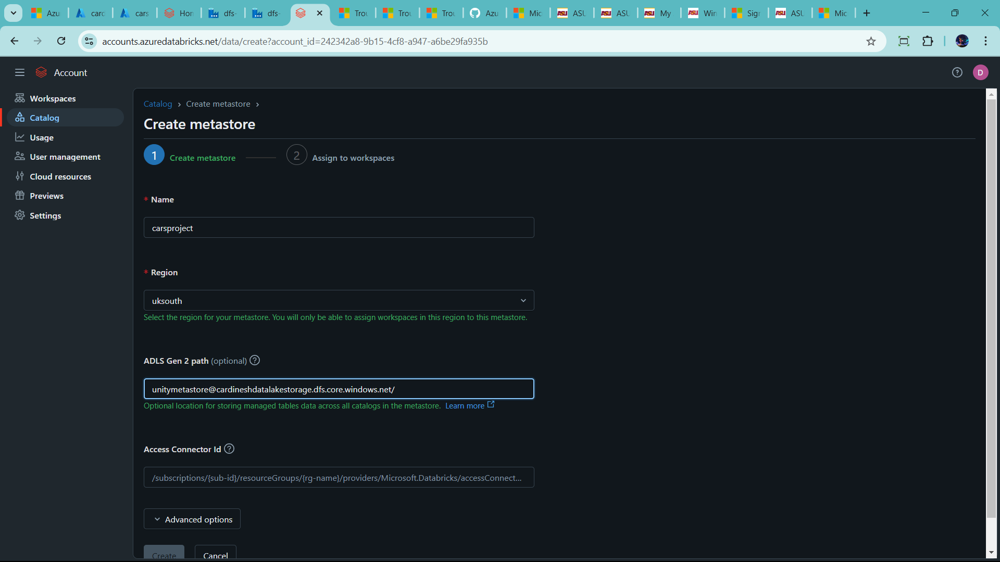 Azu
card
cars
Hon
dfs-
dfs-
Trou
Trou
Trou
Azu
Mic
ASU
ASU
My
Win
Sign
ASU
Mic
accounts.azuredatabricks.net/data/create?account_id=242342a8-9b15-4cf8-a947-a6be29fa935b
Account
D
Workspaces
Catalog
Usage
User management
Cloud resources
Previews
Settings
Catalog › Create metastore ›
Create metastore
1 Create metastore
2 Assign to workspaces
* Name
carsproject
* Region
uksouth
Select the region for your metastore. You will only be able to assign workspaces in this region to this metastore.
ADLS Gen 2 path (optional) ?
unitymetastore@cardineshdatalakestorage.dfs.core.windows.net/
Optional location for storing managed tables data across all catalogs in the metastore. Learn more
Access Connector Id ?
/subscriptions/{sub-id}/resourceGroups/{rg-name}/providers/Microsoft.Databricks/accessConnect...
Advanced options
Create
Cancel